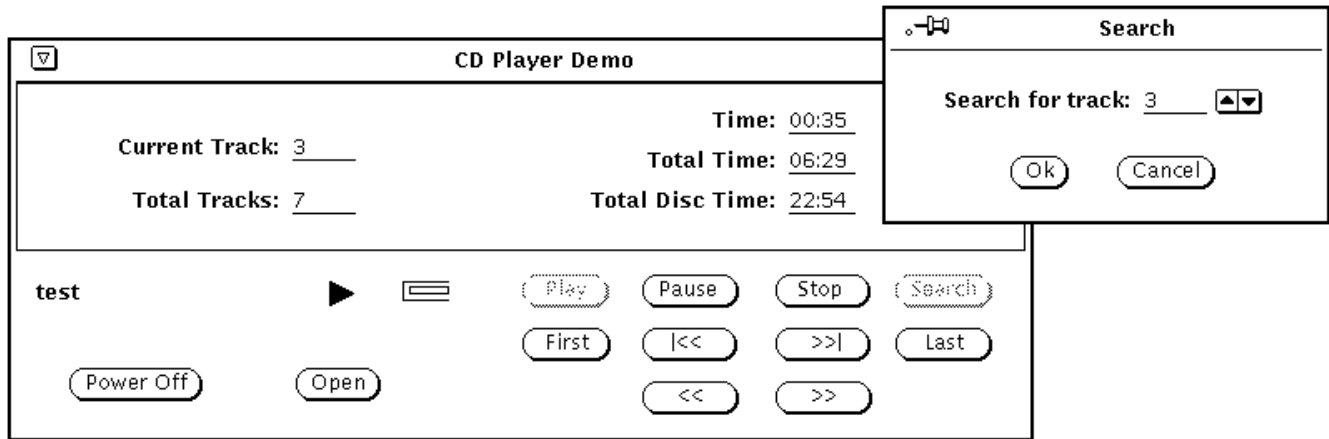 Search
CD Player Demo
Search for track: 3
Time: 00:35
Current Track: 3
Total Time: 06:29
Ok Cancel
Total Tracks: 7
Total Disc Time: 22:54
test
Play Pause Stop Search
First |<< >>| Last
Power Off Open
<< >>